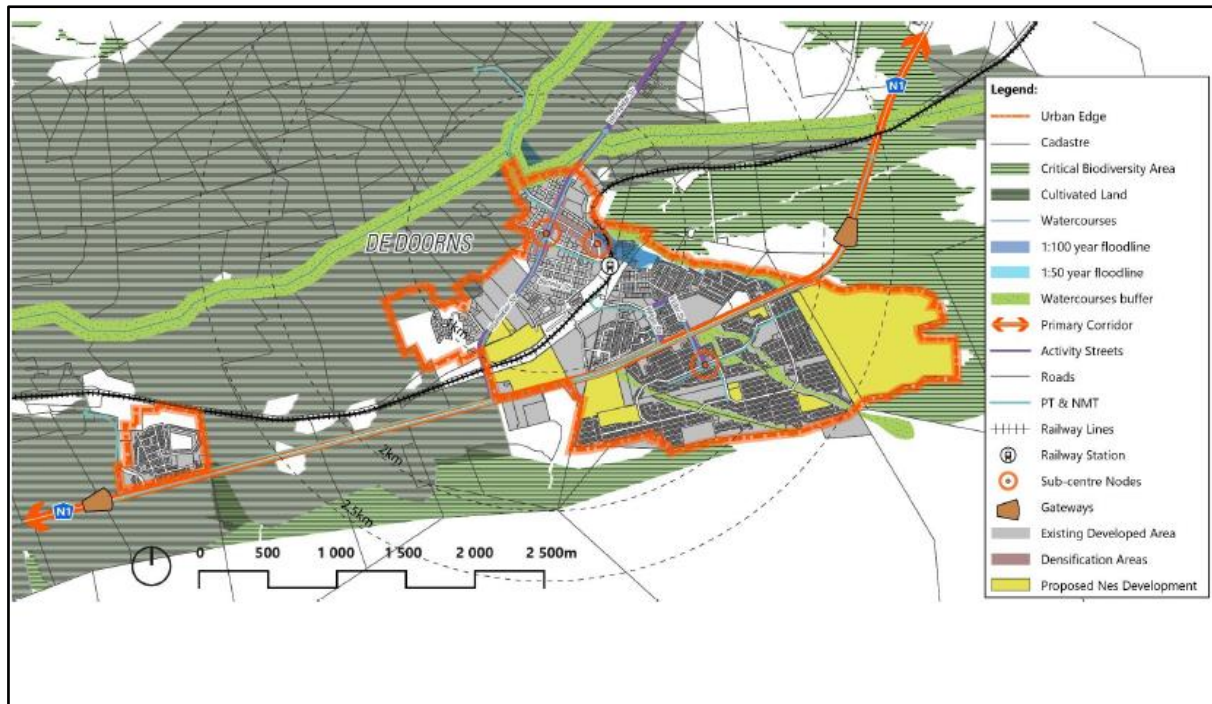 N1
DE DOORNS
1km
2km
2.5km
N1
0 500 1 000 1 500 2 000 2 500m
Legend:
Urban Edge
Cadastre
Critical Biodiversity Area
Cultivated Land
Watercourses
1:100 year floodline
1:50 year floodline
Watercourses buffer
Primary Corridor
Activity Streets
Roads
PT & NMT
Railway Lines
Railway Station
Sub-centre Nodes
Gateways
Existing Developed Area
Densification Areas
Proposed Nes Development